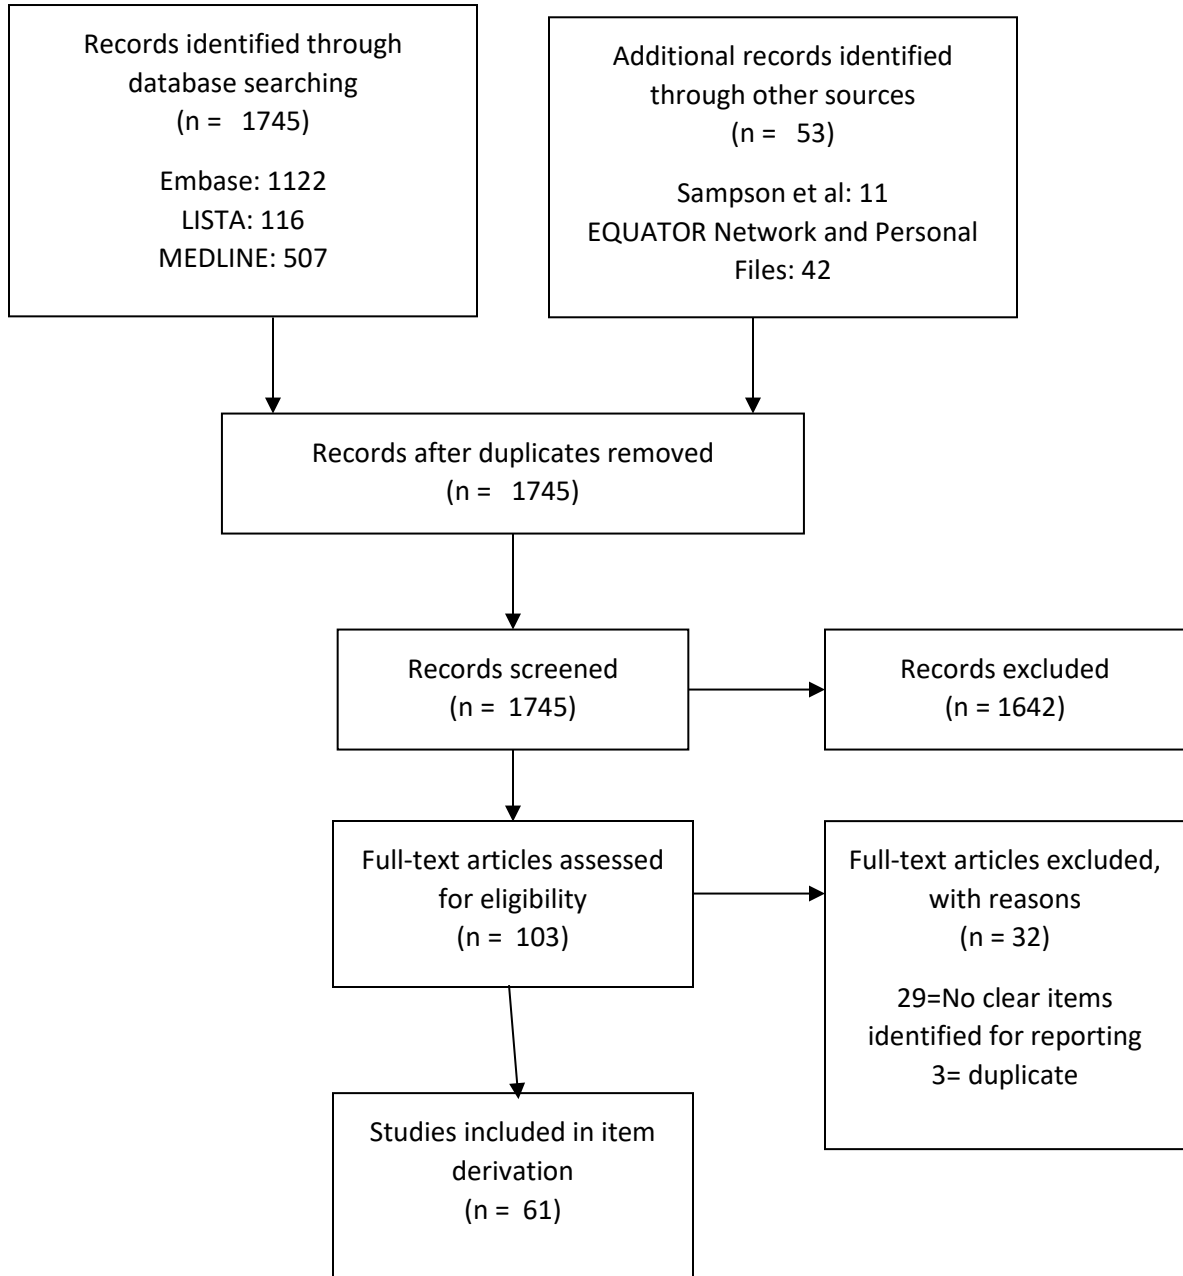 Records identified through
database searching
(n = 1745)
Embase: 1122
LISTA: 116
MEDLINE: 507
Additional records identified
through other sources
(n = 53)
Sampson et al: 11
EQUATOR Network and Personal
Files: 42
Records after duplicates removed
(n = 1745)
Records screened
(n = 1745)
Records excluded
(n = 1642)
Full-text articles assessed
for eligibility
(n = 103)
Full-text articles excluded,
with reasons
(n = 32)
29=No clear items
identified for reporting
3= duplicate
Studies included in item
derivation
(n = 61)